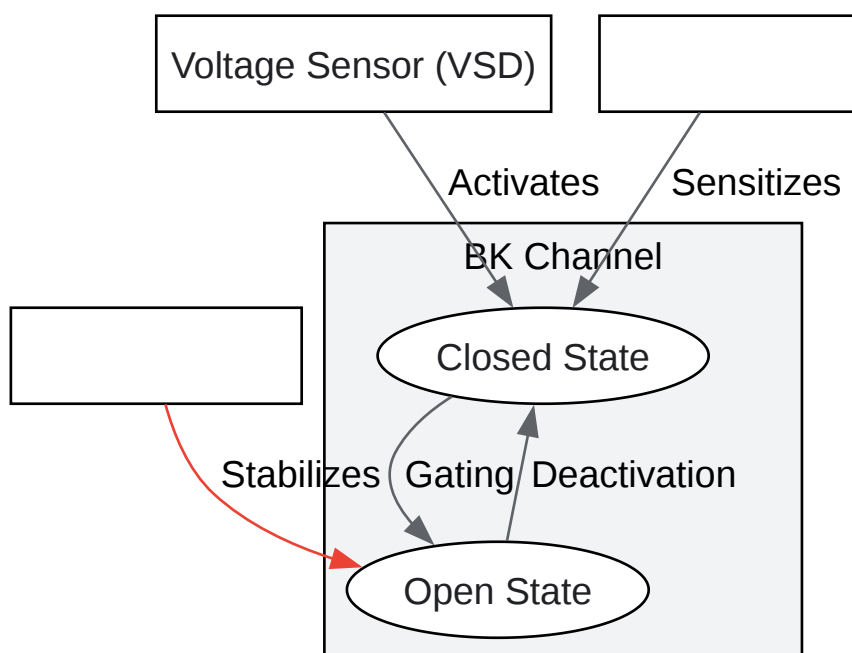 Voltage Sensor (VSD)
Activates
Sensitizes
BK Channel
Closed State
Stabilizes
Gating
Deactivation
Open State